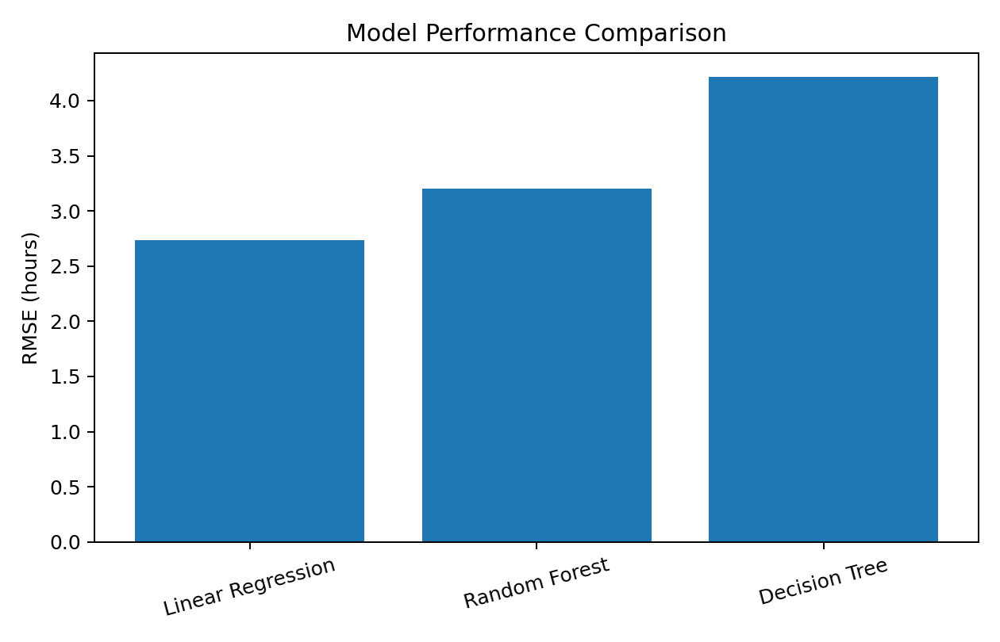 Model Performance Comparison
RMSE (hours)
4.0
3.5
3.0
2.5
2.0
1.5
1.0
0.5
0.0
Linear Regression
Random Forest
Decision Tree